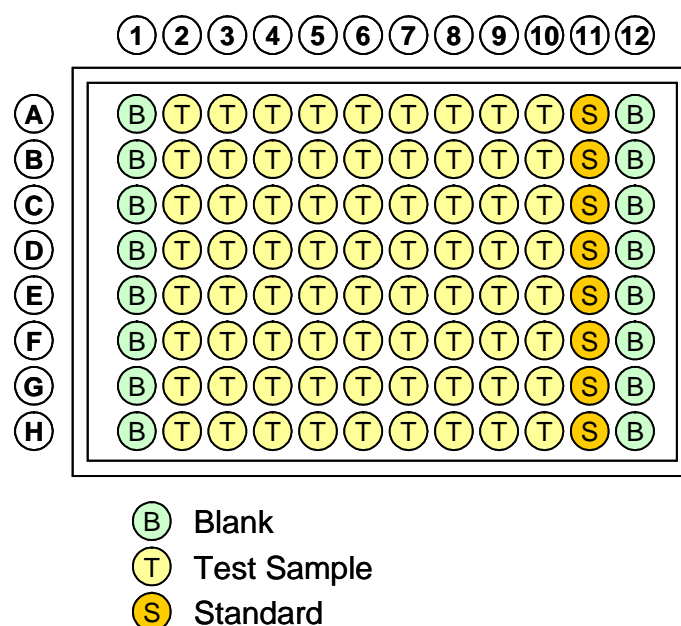 1 2 3 4 5 6 7 8 9 10 11 12
A B T T T T T T T T T S B
B B T T T T T T T T T S B
C B T T T T T T T T T S B
D B T T T T T T T T T S B
E B T T T T T T T T T S B
F B T T T T T T T T T S B
G B T T T T T T T T T S B
H B T T T T T T T T T S B
B Blank
T Test Sample
S Standard